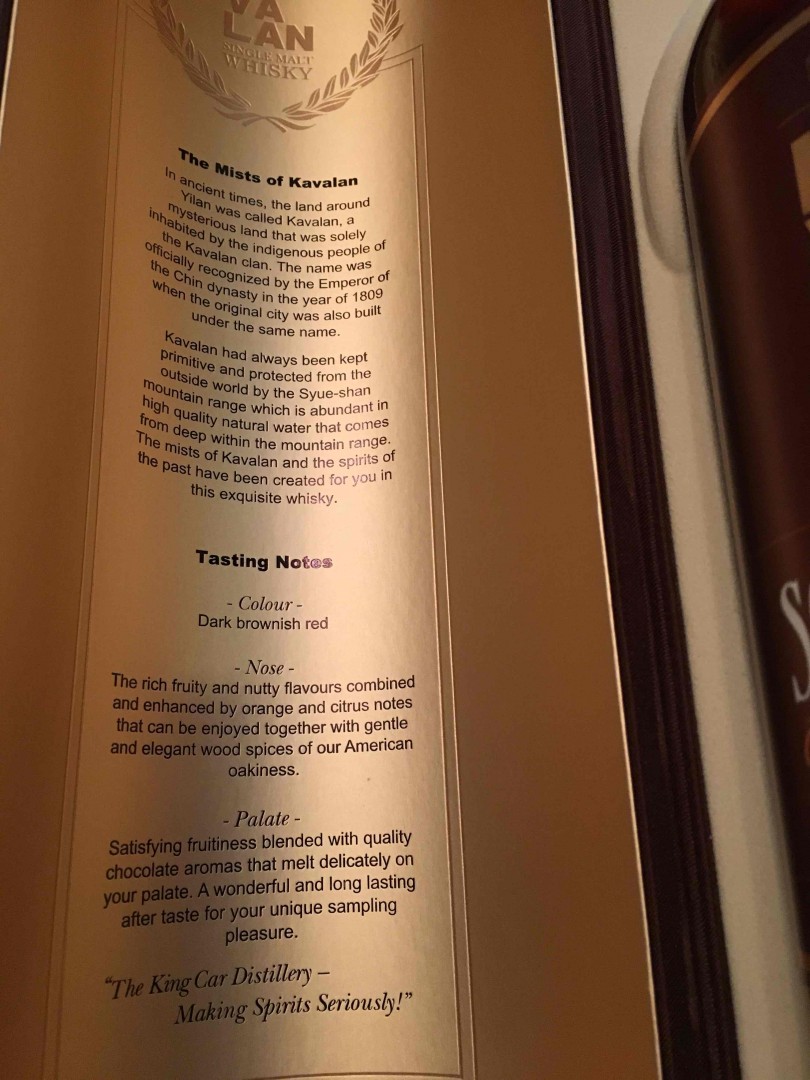 VA
LAN
SINGLE MALT
WHISKY
The Mists of Kavalan
In ancient times, the land around
Yilan was called Kavalan, a
mysterious land that was solely
inhabited by the indigenous people of
the Kavalan clan. The name was
officially recognized by the Emperor of
the Chin dynasty in the year of 1809
when the original city was also built
under the same name.
Kavalan had always been kept
primitive and protected from the
outside world by the Syue-shan
mountain range which is abundant in
high quality natural water that comes
from deep within the mountain range.
The mists of Kavalan and the spirits of
the past have been created for you in
this exquisite whisky.
Tasting Notes
- Colour -
Dark brownish red
- Nose -
The rich fruity and nutty flavours combined
and enhanced by orange and citrus notes
that can be enjoyed together with gentle
and elegant wood spices of our American
oakiness.
- Palate -
Satisfying fruitiness blended with quality
chocolate aromas that melt delicately on
your palate. A wonderful and long lasting
after taste for your unique sampling
pleasure.
“The King Car Distillery –
Making Spirits Seriously!”